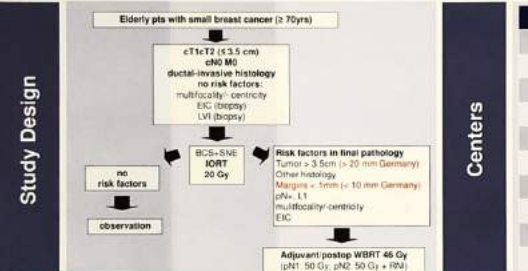 Study Design
Elderly pts with small breast cancer (≥ 70yrs)
cT1cT2 (≤ 3.5 cm)
cN0 M0
ductal-invasive histology
no risk factors:
multifocality/- centricity
EIC (biopsy)
LVI (biopsy)
BCS+SNE
IORT
20 Gy
no
risk factors
observation
Risk factors in final pathology
Tumor > 3.5cm (> 20 mm Germany)
Other histology
Margins < 1mm (< 10 mm Germany)
pN+, L1
mulitfocality/-centricity
EIC
Adjuvant/postop WBRT 46 Gy
(pN1: 50 Gy, pN2: 50 Gy + RNI)
Centers